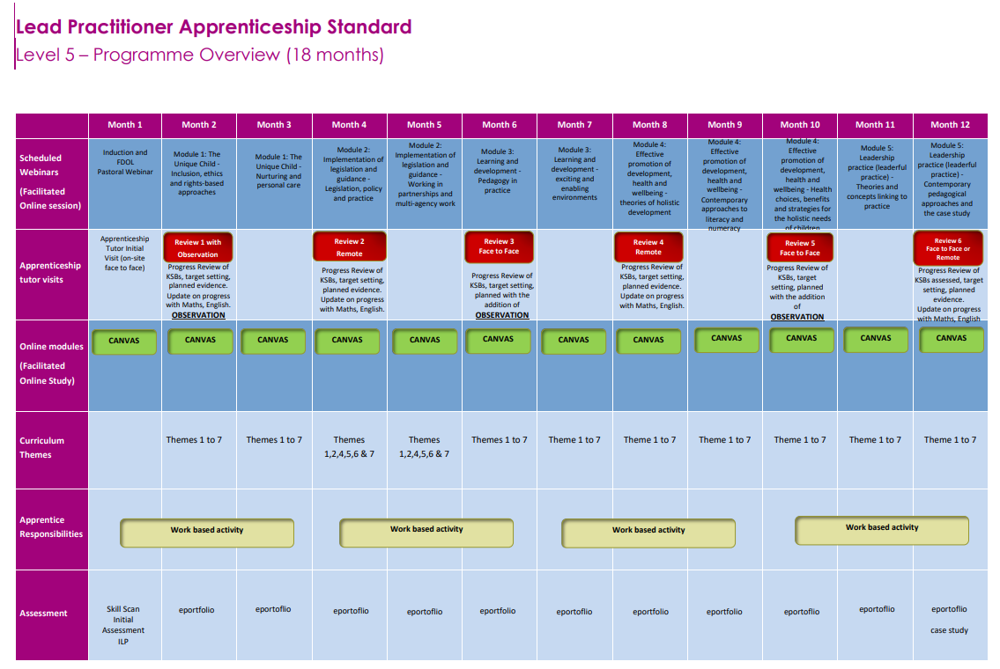 Lead Practitioner Apprenticeship Standard
Level 5 – Programme Overview (18 months)
Month 1
Month 2
Month 3
Month 4
Month 5
Month 6
Month 7
Month 8
Month 9
Month 10
Month 11
Month 12
Scheduled
Webinars
(Facilitated
Online session)
Induction and
FDOL
Pastoral Webinar
Module 1: The
Unique Child -
Inclusion, ethics
and rights-based
approaches
Module 1: The
Unique Child -
Nurturing and
personal care
Module 2:
Implementation of
legislation and
guidance -
Legislation, policy
and practice
Module 2:
Implementation of
legislation and
guidance -
Working in
partnerships and
multi-agency work
Module 3:
Learning and
development -
Pedagogy in
practice
Module 3:
Learning and
development -
exciting and
enabling
environments
Module 4:
Effective
promotion of
development,
health and
wellbeing -
theories of holistic
development
Module 4:
Effective
promotion of
development,
health and
wellbeing -
Contemporary
approaches to
literacy and
numeracy
Module 4:
Effective
promotion of
development,
health and
wellbeing - Health
choices, benefits
and strategies for
the holistic needs
of children
Module 5:
Leadership
practice (leaderful
practice) -
Theories and
concepts linking to
practice
Module 5:
Leadership
practice (leaderful
practice) -
Contemporary
pedagogical
approaches and
the case study
Apprenticeship
tutor visits
Apprenticeship
Tutor Initial
Visit (on-site
face to face)
Review 1 with
Observation
Progress Review of
KSBs, target setting,
planned evidence.
Update on progress
with Maths, English.
OBSERVATION
Review 2
Remote
Progress Review of
KSBs, target setting,
planned evidence.
Update on progress
with Maths, English.
Review 3
Face to Face
Progress Review of
KSBs, target setting,
planned with the
addition of
OBSERVATION
Review 4
Remote
Progress Review of
KSBs, target setting,
planned evidence.
Update on progress
with Maths, English.
Review 5
Face to Face
Progress Review of
KSBs, target
setting, planned
with the addition
of
OBSERVATION
Review 6
Face to Face or
Remote
Progress Review of
KSBs assessed, target
setting, planned
evidence.
Update on progress
with Maths, English
Online modules
(Facilitated
Online Study)
CANVAS
CANVAS
CANVAS
CANVAS
CANVAS
CANVAS
CANVAS
CANVAS
CANVAS
CANVAS
CANVAS
CANVAS
Curriculum
Themes
Themes 1 to 7
Themes 1 to 7
Themes
1,2,4,5,6 & 7
Themes
1,2,4,5,6 & 7
Themes 1 to 7
Theme 1 to 7
Theme 1 to 7
Theme 1 to 7
Theme 1 to 7
Theme 1 to 7
Theme 1 to 7
Apprentice
Responsibilities
Work based activity
Work based activity
Work based activity
Work based activity
Assessment
Skill Scan
Initial
Assessment
ILP
eportfolio
eportoflio
eportoflio
eportoflio
eportoflio
eportoflio
eportoflio
eportoflio
eportoflio
eportoflio
eportoflio
case study